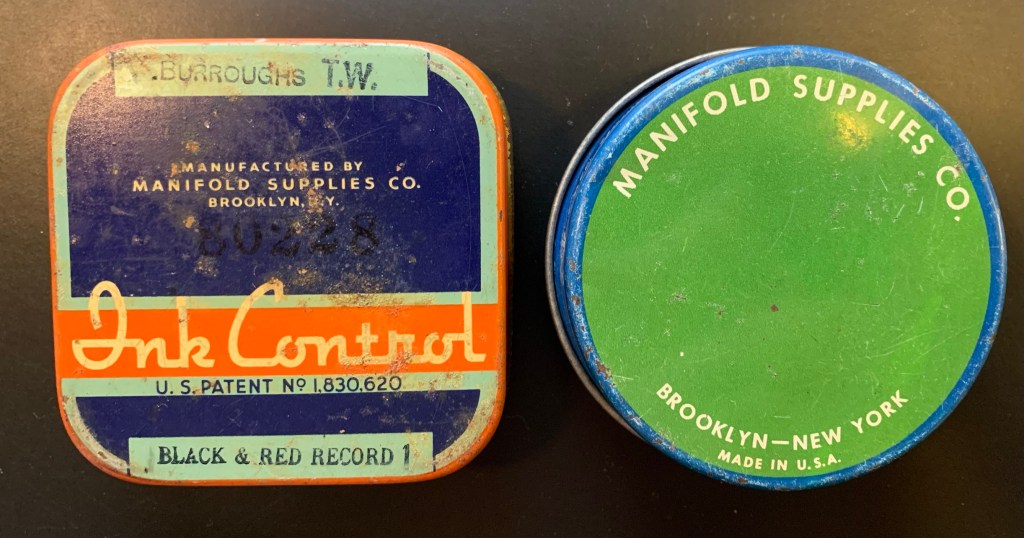 BURROUGHS T.W.
MANUFACTURED BY
MANIFOLD SUPPLIES CO.
BROOKLYN, N.Y.
80228
Ink Control
U. S. PATENT Nº 1,830,620
BLACK & RED RECORD 1
MANIFOLD SUPPLIES CO.
BROOKLYN—NEW YORK
MADE IN U.S.A.